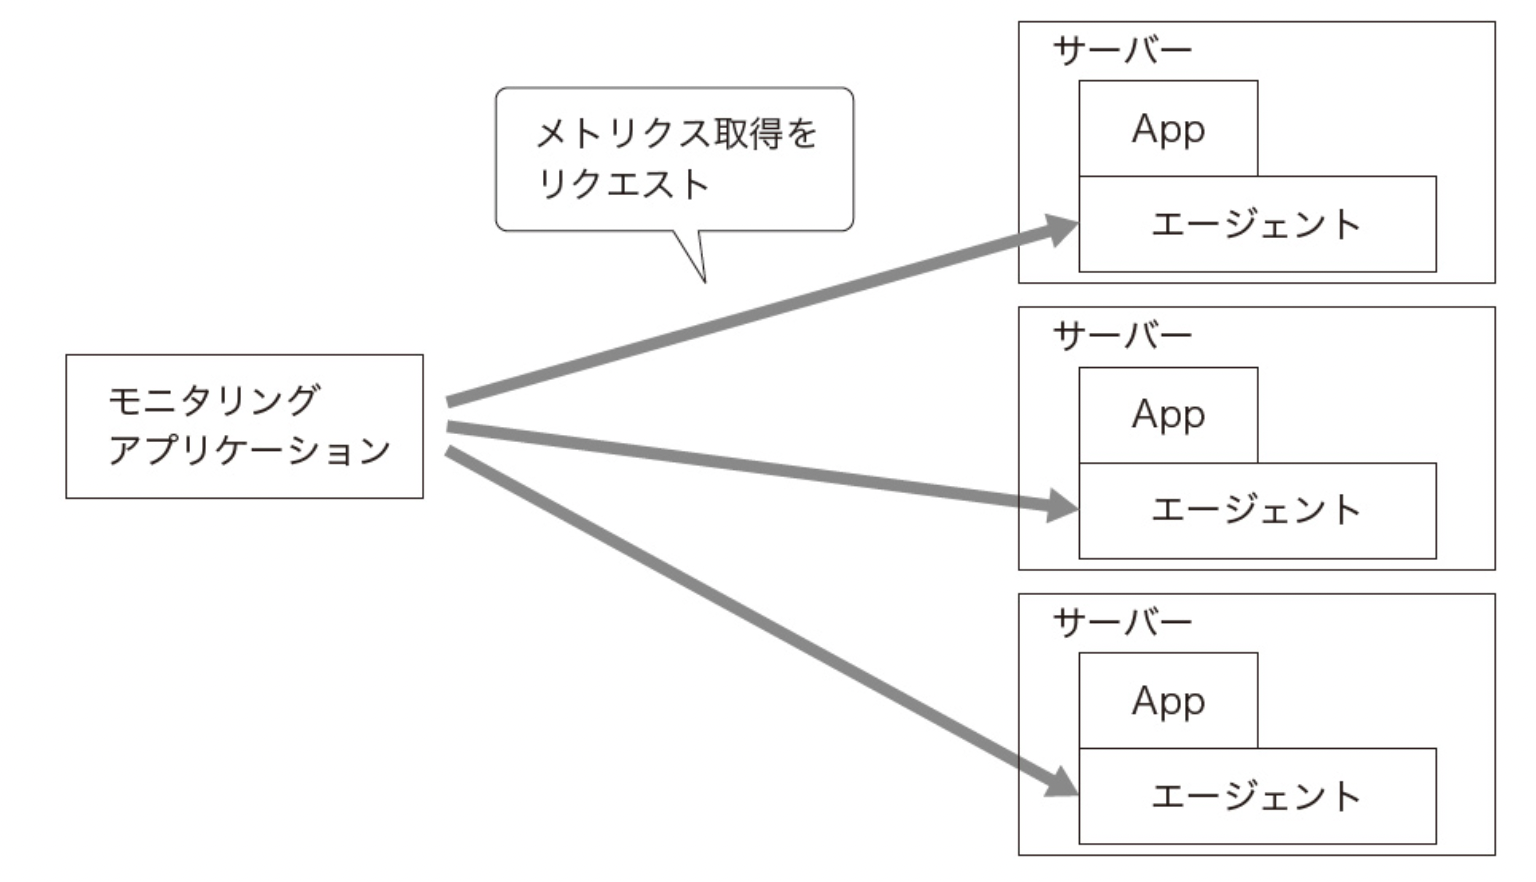 メトリクス取得を
リクエスト
モニタリング
アプリケーション
サーバー
App
エージェント
サーバー
App
エージェント
サーバー
App
エージェント